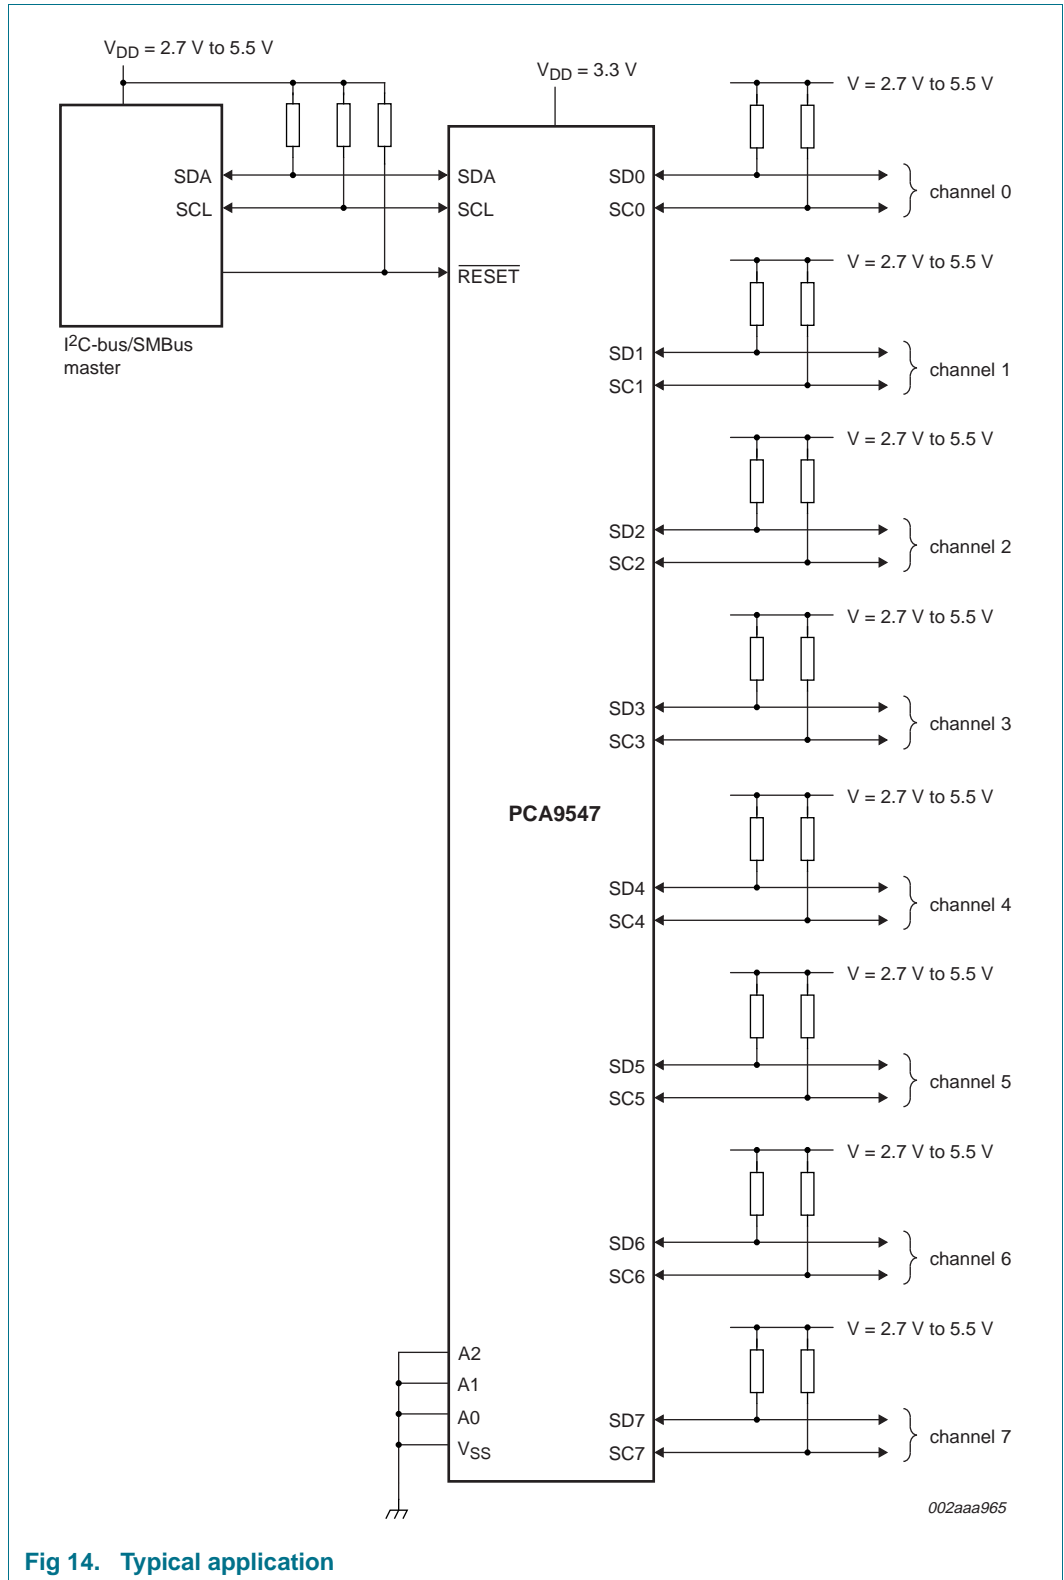 VDD = 2.7 V to 5.5 V
VDD = 3.3 V
V = 2.7 V to 5.5 V
SDA
SCL
SDA
SCL
RESET
I2C-bus/SMBus
master
SD0
SC0
channel 0
V = 2.7 V to 5.5 V
SD1
SC1
channel 1
V = 2.7 V to 5.5 V
SD2
SC2
channel 2
V = 2.7 V to 5.5 V
SD3
SC3
channel 3
PCA9547
V = 2.7 V to 5.5 V
SD4
SC4
channel 4
V = 2.7 V to 5.5 V
SD5
SC5
channel 5
V = 2.7 V to 5.5 V
SD6
SC6
channel 6
V = 2.7 V to 5.5 V
A2
A1
A0
VSS
SD7
SC7
channel 7
002aaa965
Fig 14. Typical application